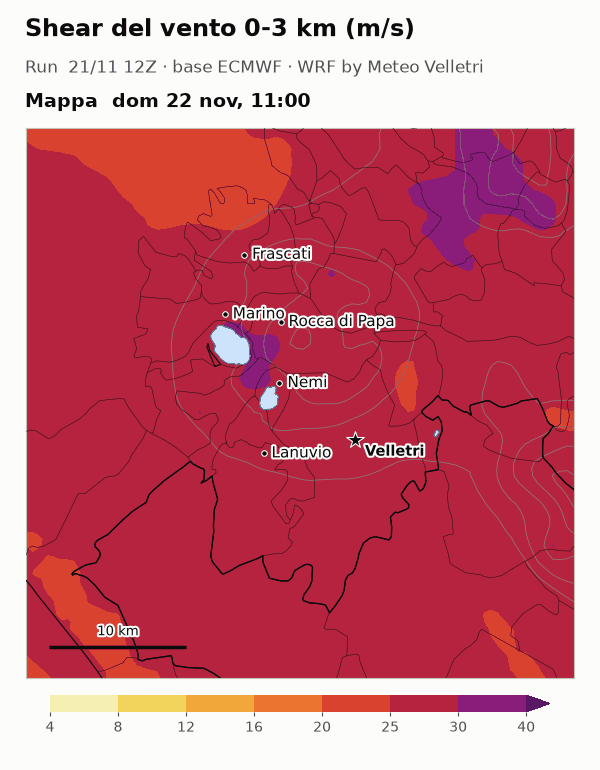 Shear del vento 0-3 km (m/s)
Run  21/11 12Z · base ECMWF · WRF by Meteo Velletri
Mappa  dom 22 nov, 11:00
Frascati
Marino
Rocca di Papa
Nemi
Velletri
Lanuvio
10 km
4 8 12 16 20 25 30 40